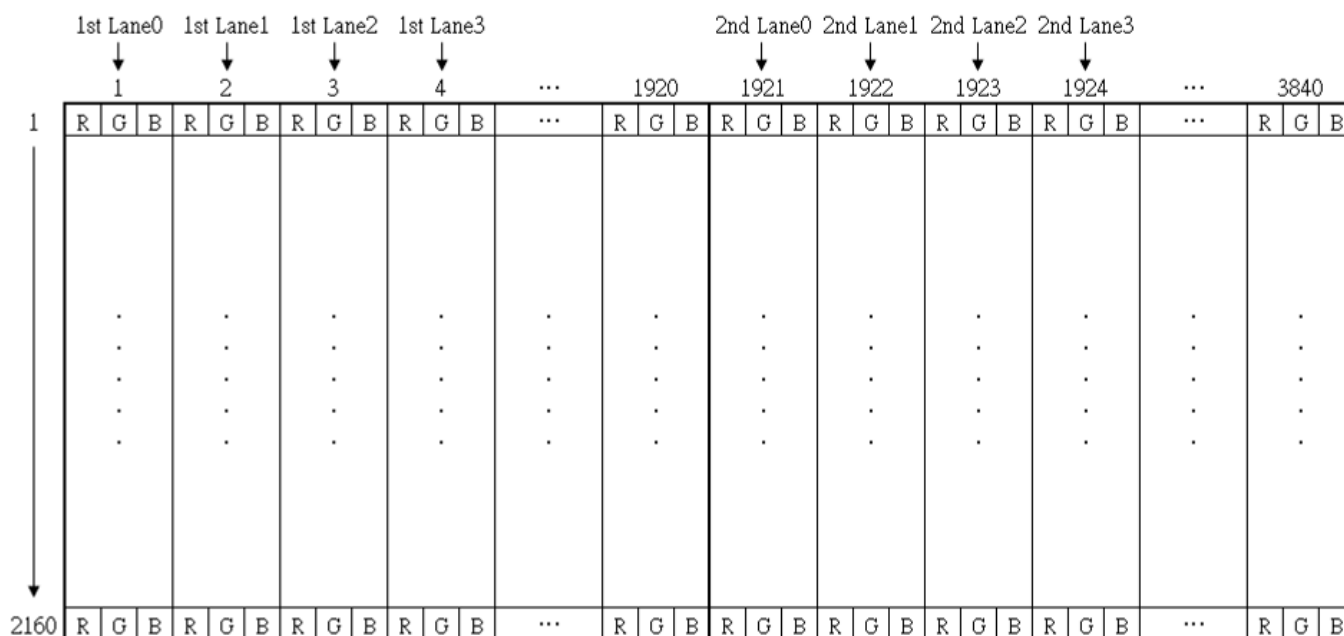 1st Lane0 1st Lane1 1st Lane2 1st Lane3 2nd Lane0 2nd Lane1 2nd Lane2 2nd Lane3
1 2 3 4 ... 1920 1921 1922 1923 1924 ... 3840
1 R G B R G B R G B R G B ... R G B R G B R G B R G B R G B ... R G B
2160 R G B R G B R G B R G B ... R G B R G B R G B R G B R G B ... R G B